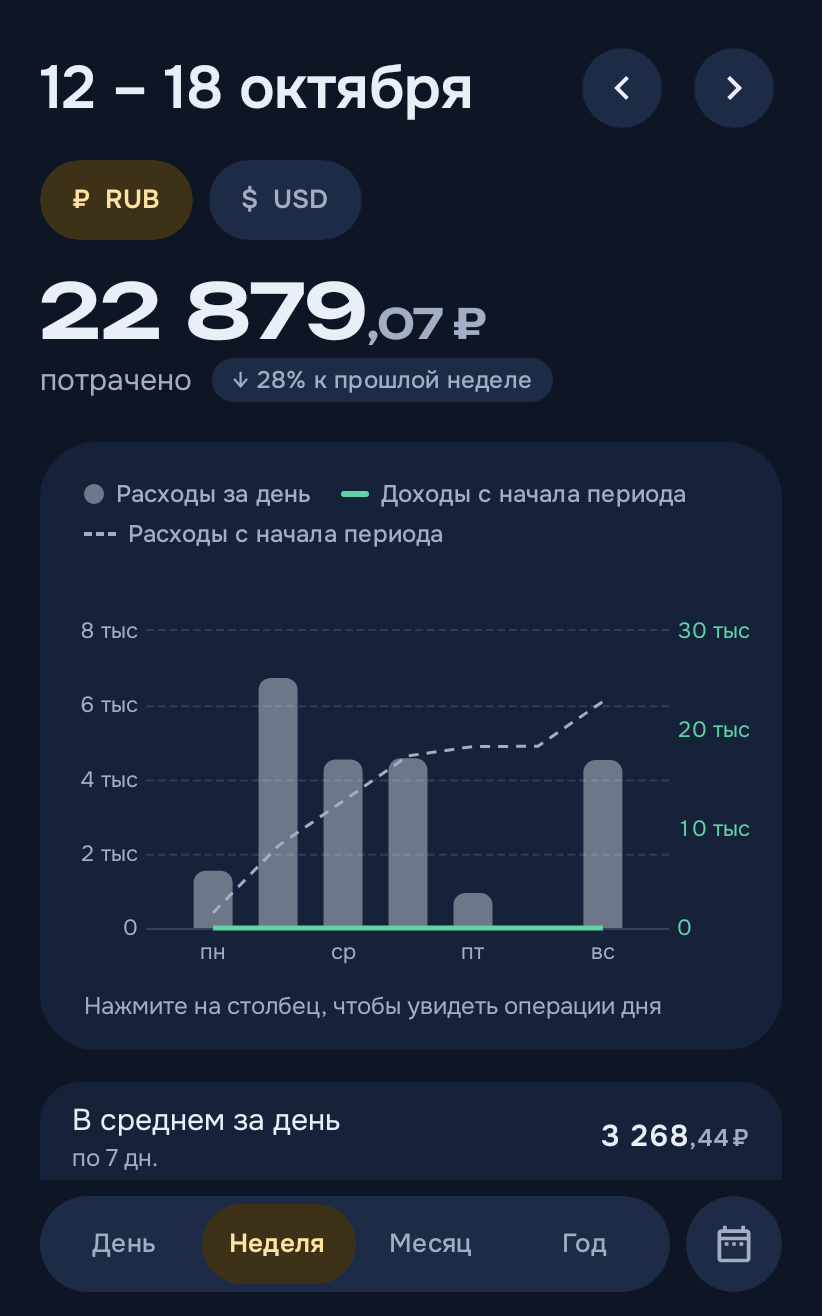 12 – 18 октября
₽ RUB $ USD
22 879,07 ₽
потрачено ↓ 28% к прошлой неделе
Расходы за день Доходы с начала периода
Расходы с начала периода
8 тыс 30 тыс
6 тыс
20 тыс
4 тыс
10 тыс
2 тыс
0 0
пн ср пт вс
Нажмите на столбец, чтобы увидеть операции дня
В среднем за день
3 268,44 ₽
по 7 дн.
День Неделя Месяц Год